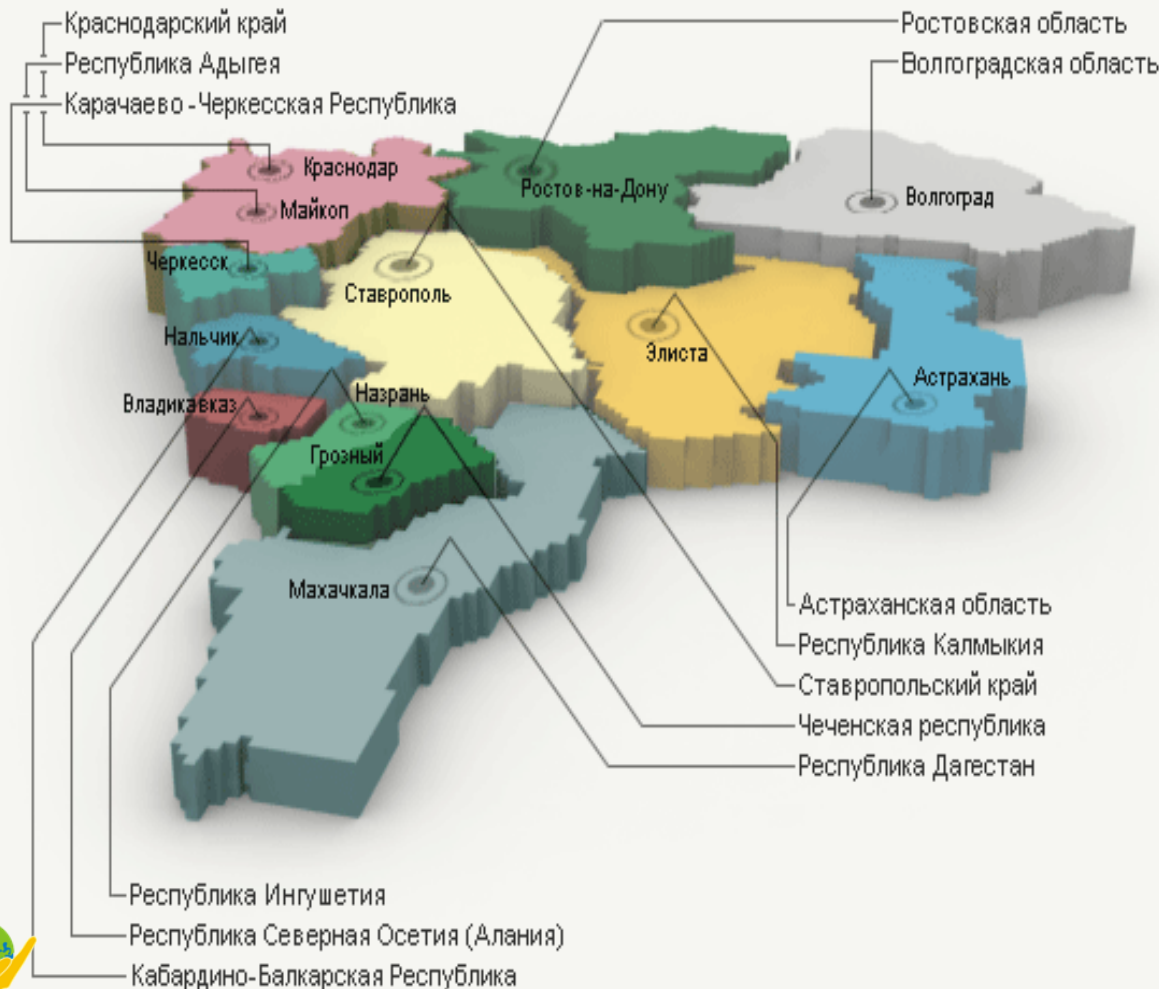 Краснодарский край
Республика Адыгея
Карачаево -Черкесская Республика
Ростовская область
Волгоградская область
Краснодар
Майкоп
Ростов-на-Дону
Волгоград
Черкесск
Ставрополь
Нальчик
Элиста
Астрахань
Владикавказ
Назрань
Грозный
Махачкала
Астраханская область
Республика Калмыкия
Ставропольский край
Чеченская республика
Республика Дагестан
Республика Ингушетия
Республика Северная Осетия (Алания)
Кабардино-Балкарская Республика